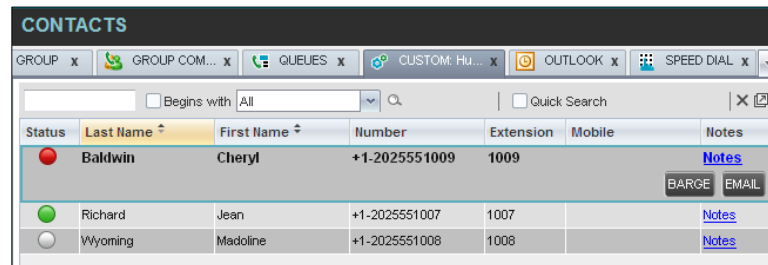 CONTACTS
GROUP x GROUP COM... x QUEUES x CUSTOM: Hu... x OUTLOOK x SPEED DIAL x
Begins with All Quick Search
Status Last Name First Name Number Extension Mobile Notes
Baldwin Cheryl +1-2025551009 1009 Notes
BARGE EMAIL
Richard Jean +1-2025551007 1007 Notes
Wyoming Madoline +1-2025551008 1008 Notes